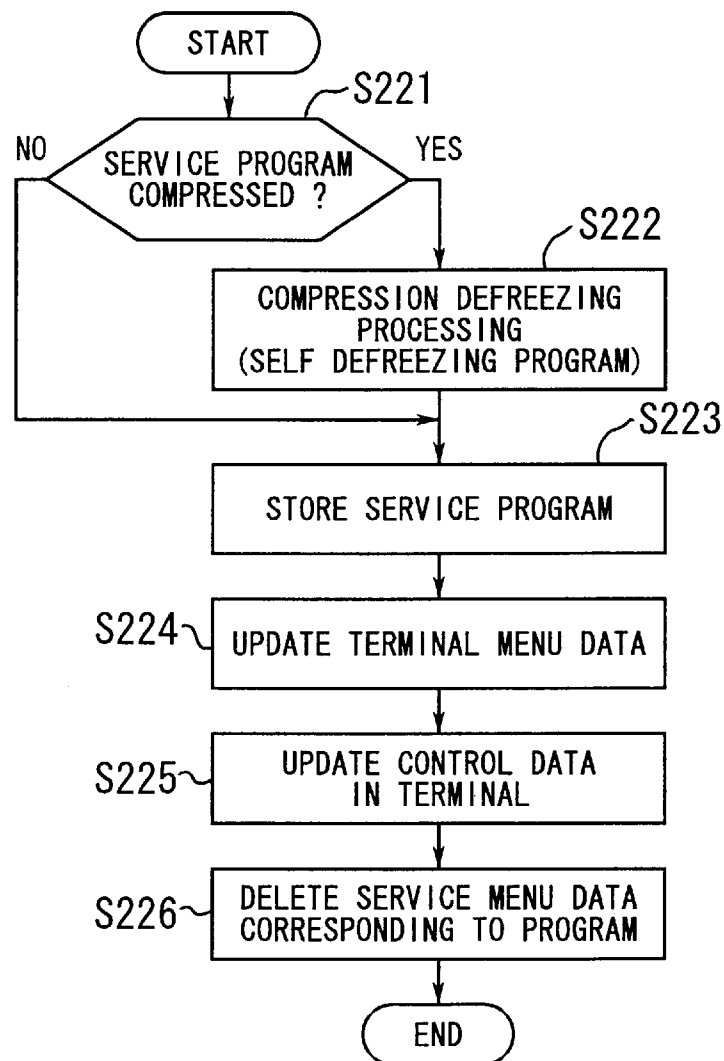 START
S221
NO
YES
SERVICE PROGRAM
COMPRESSED ?
S222
COMPRESSION DEFREEZING
PROCESSING
(SELF DEFREEZING PROGRAM)
S223
STORE SERVICE PROGRAM
S224
UPDATE TERMINAL MENU DATA
S225
UPDATE CONTROL DATA
IN TERMINAL
S226
DELETE SERVICE MENU DATA
CORRESPONDING TO PROGRAM
END